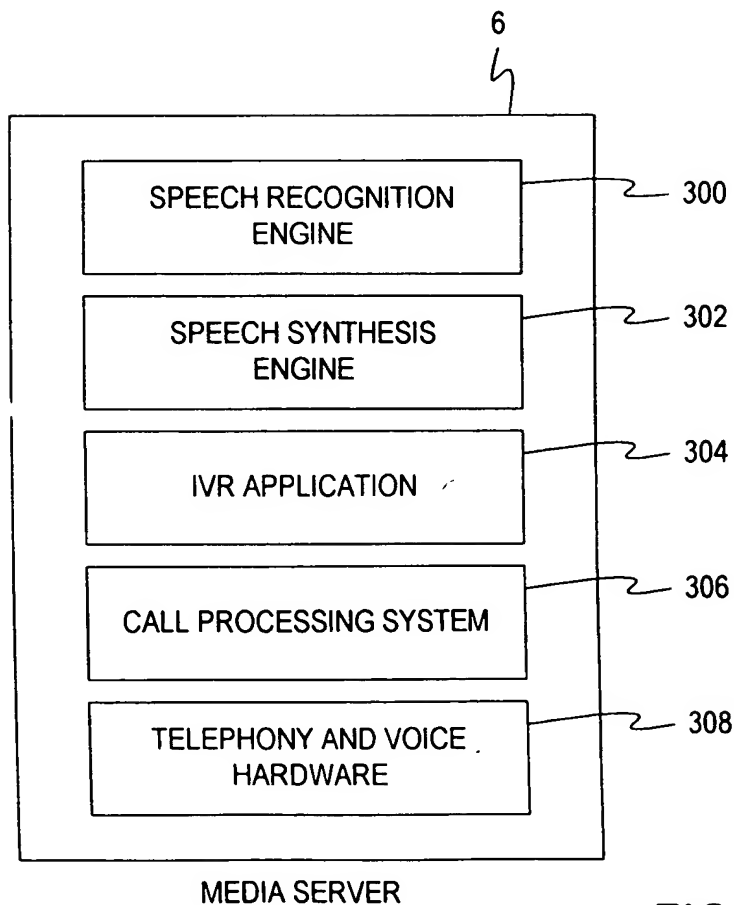 6
SPEECH RECOGNITION
ENGINE
300
SPEECH SYNTHESIS
ENGINE
302
IVR APPLICATION
304
CALL PROCESSING SYSTEM
306
TELEPHONY AND VOICE
HARDWARE
308
MEDIA SERVER